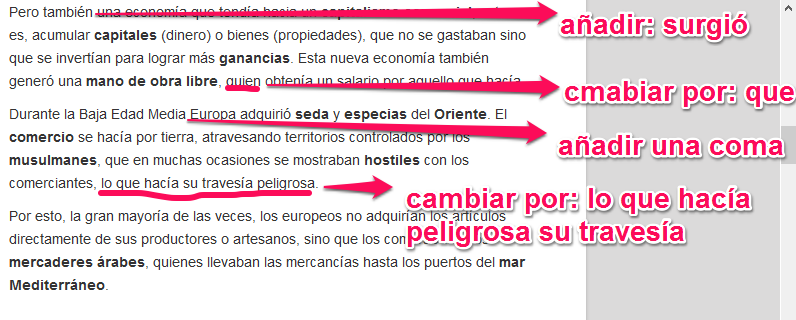 Pero también una economía que tendía hacia un capitalismo
añadir: surgió
es, acumular capitales (dinero) o bienes (propiedades), que no se gastaban sino
que se invertían para lograr más ganancias. Esta nueva economía también
generó una mano de obra libre, quien obtenía un salario por aquello que hacía
cmabiar por: que
Durante la Baja Edad Media Europa adquirió seda y especias del Oriente. El
añadir una coma
comercio se hacía por tierra, atravesando territorios controlados por los
musulmanes, que en muchas ocasiones se mostraban hostiles con los
comerciantes, lo que hacía su travesía peligrosa.
cambiar por: lo que hacía
peligrosa su travesía
Por esto, la gran mayoría de las veces, los europeos no adquirían los artículos
directamente de sus productores o artesanos, sino que los
mercaderes árabes, quienes llevaban las mercancías hasta los puertos del mar
Mediterráneo.